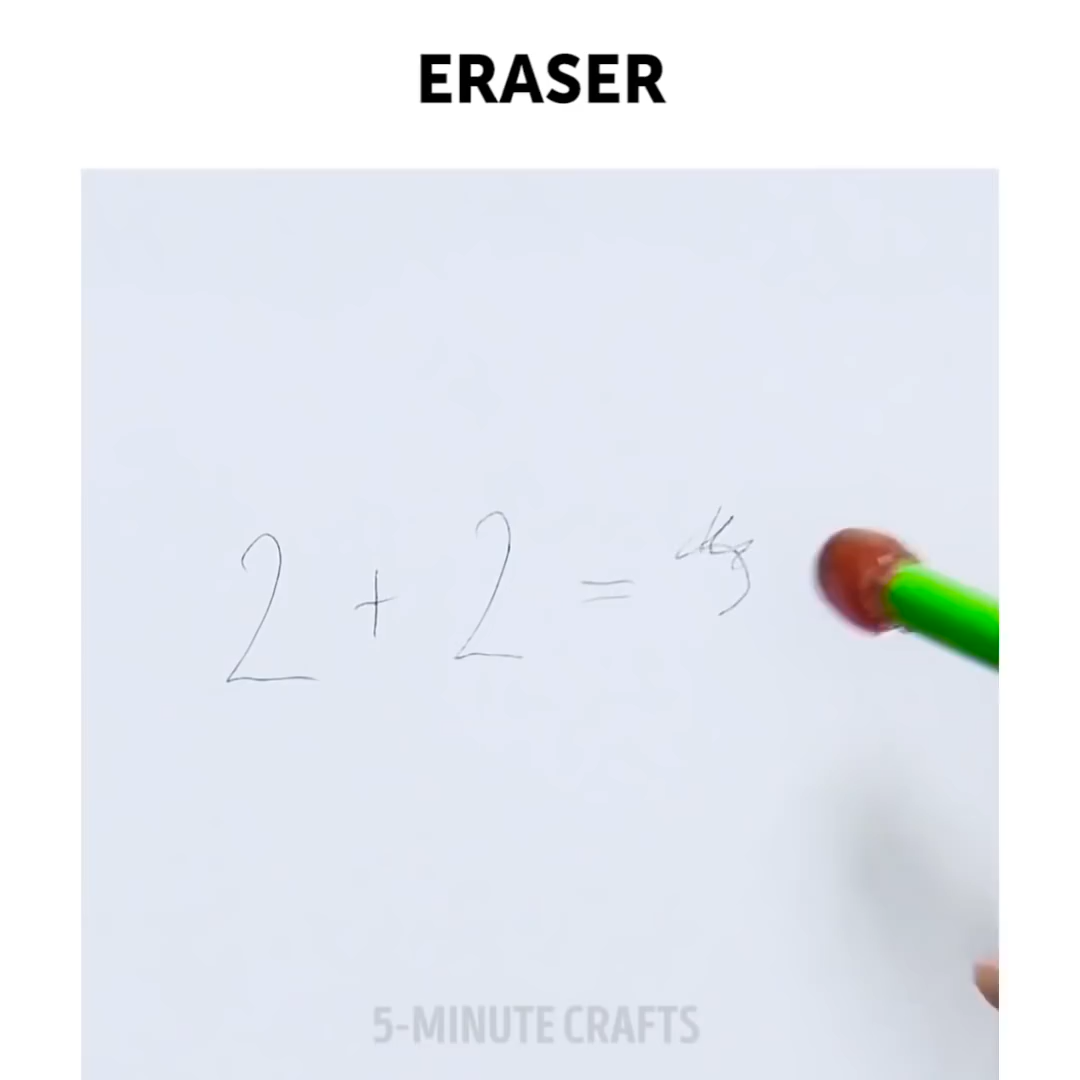 ERASER
2 + 2 =
5-MINUTE CRAFTS